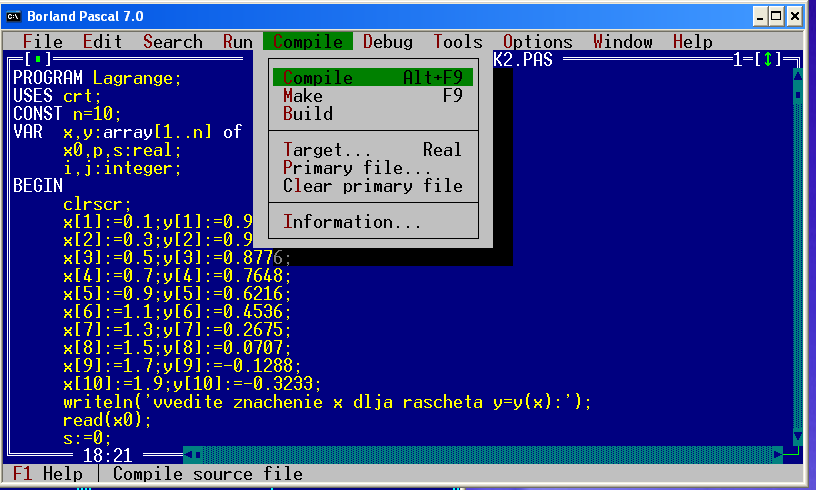 Borland Pascal 7.0
File Edit Search Run Compile Debug Tools Options Window Help
K2.PAS 1
PROGRAM Lagrange;
USES crt;
CONST n=10;
VAR x,y:array[1..n] of
x0,p,s:real;
i,j:integer;
BEGIN
clrscr;
x[1]:=0.1;y[1]:=0.9
x[2]:=0.3;y[2]:=0.9
x[3]:=0.5;y[3]:=0.8776;
x[4]:=0.7;y[4]:=0.7648;
x[5]:=0.9;y[5]:=0.6216;
x[6]:=1.1;y[6]:=0.4536;
x[7]:=1.3;y[7]:=0.2675;
x[8]:=1.5;y[8]:=0.0707;
x[9]:=1.7;y[9]:=-0.1288;
x[10]:=1.9;y[10]:=-0.3233;
writeln('vvedite znachenie x dlja rascheta y=y(x):');
read(x0);
s:=0;
Compile Alt+F9
Make F9
Build
Target... Real
Primary file...
Clear primary file
Information...
18:21
F1 Help | Compile source file